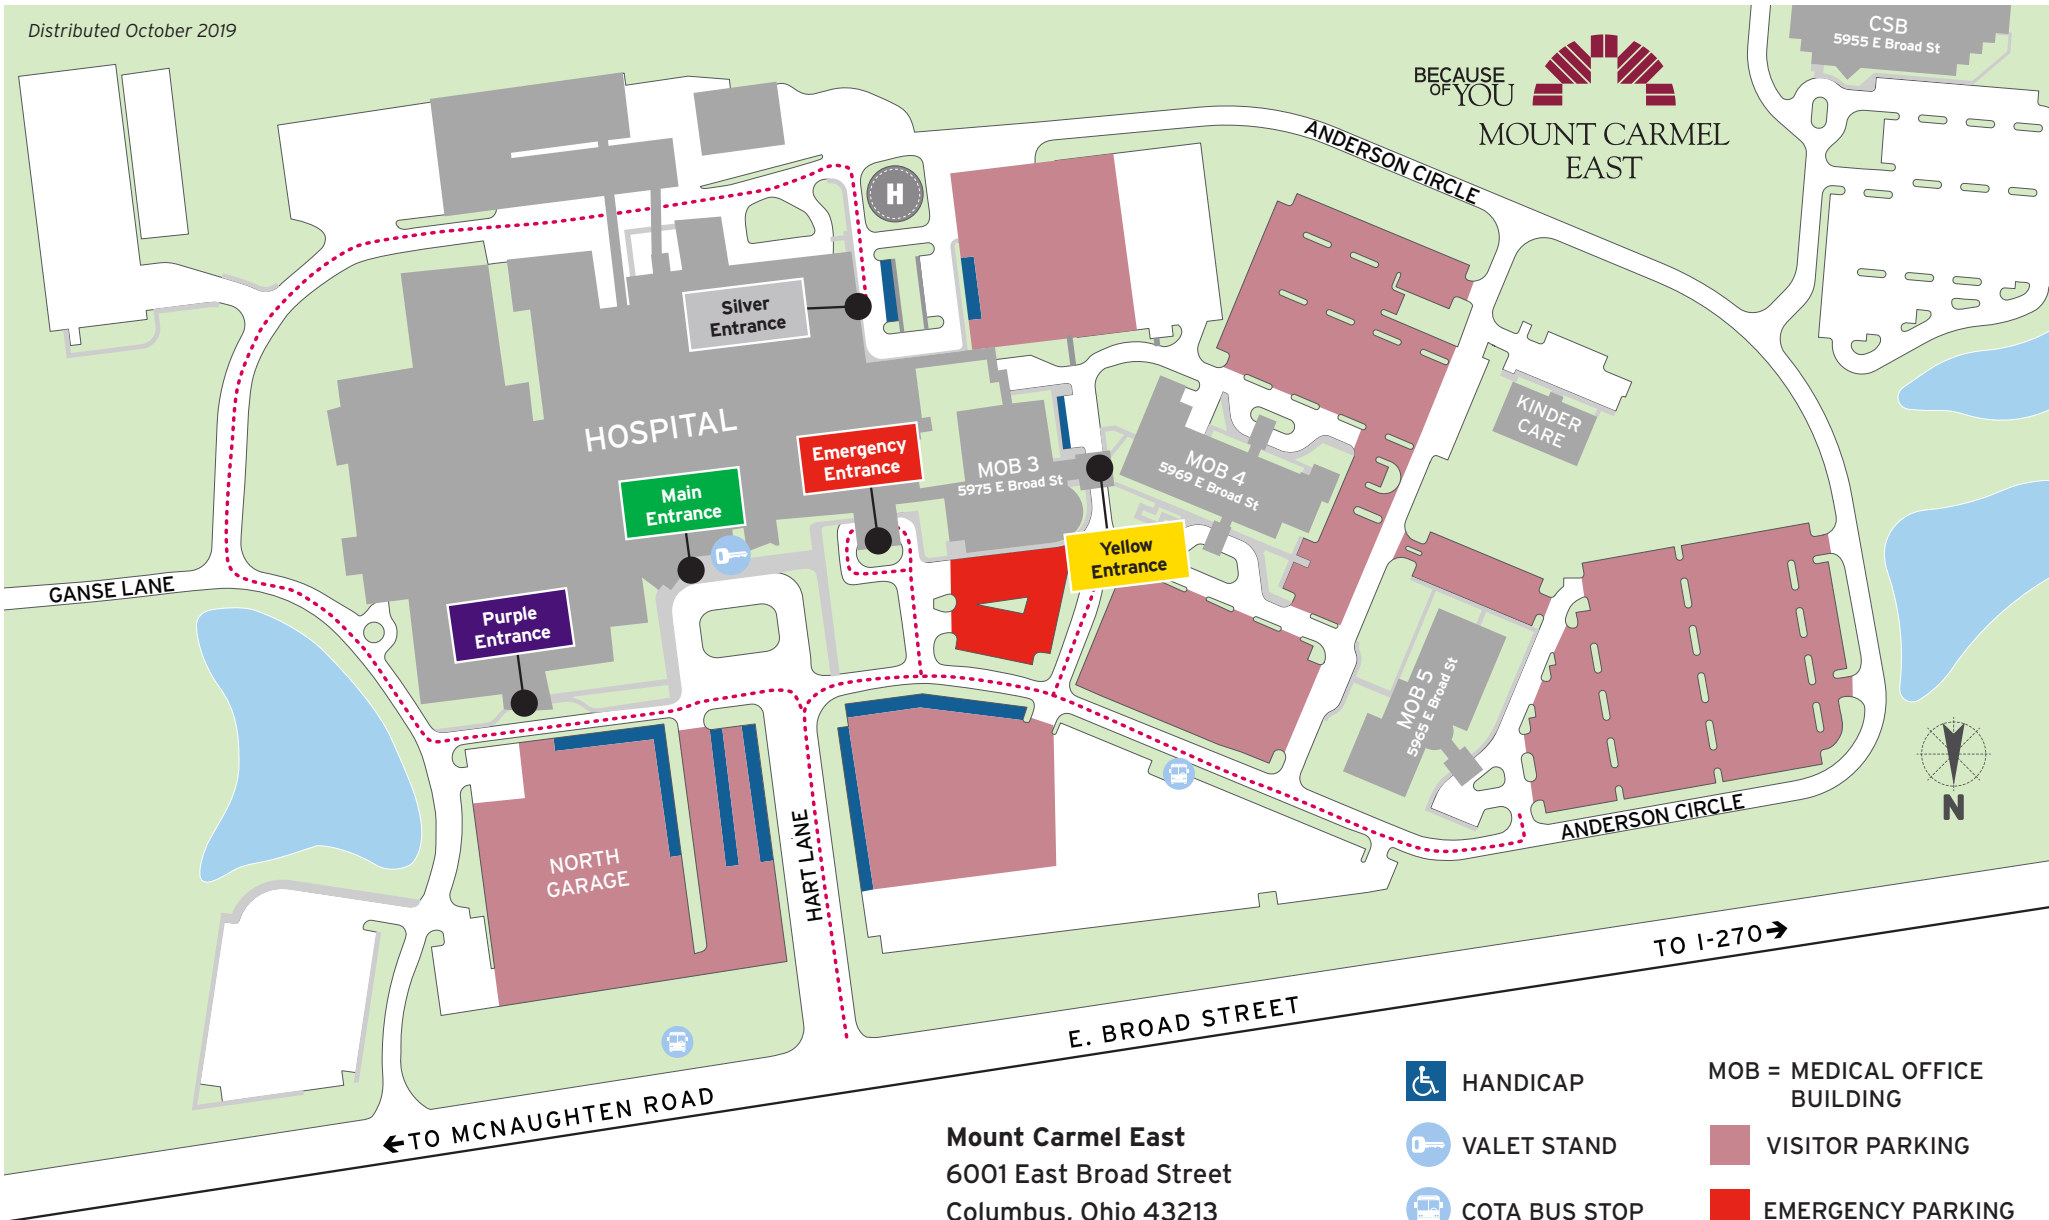 Distributed October 2019
CSB
5955 E Broad St
BECAUSE
OF YOU
MOUNT CARMEL
EAST
ANDERSON CIRCLE
H
Silver
Entrance
HOSPITAL
KINDER
CARE
Emergency
Entrance
MOB 3
5975 E Broad St
MOB 4
5969 E Broad St
Main
Entrance
Yellow
Entrance
GANSE LANE
Purple
Entrance
MOB 5
5965 E Broad St
N
ANDERSON CIRCLE
HART LANE
NORTH
GARAGE
TO I-270
E. BROAD STREET
TO MCNAUGHTEN ROAD
Mount Carmel East
6001 East Broad Street
Columbus, Ohio 43213
HANDICAP
VALET STAND
COTA BUS STOP
MOB = MEDICAL OFFICE
BUILDING
VISITOR PARKING
EMERGENCY PARKING